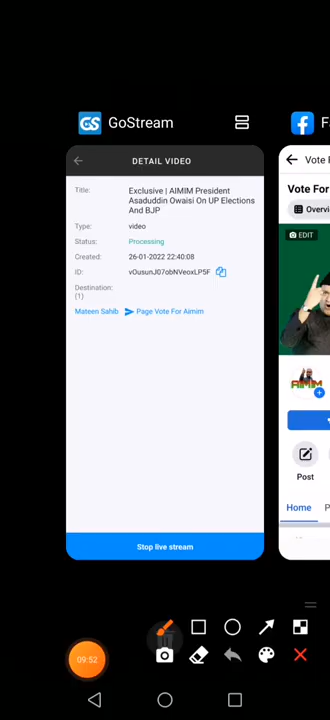 GS GoStream
DETAIL VIDEO
Title: Exclusive | AIMIM President
Asaduddin Owaisi On UP Elections
And BJP
Type: video
Status: Processing
Created: 26-01-2022 22:40:08
ID: vOusunJ07obNVeoxLP5F
Destination:
(1)
Mateen Sahib Page Vote For Aimim
Stop live stream
Vote
Vote For
EDIT
AIMIM
Post
Home
09:52